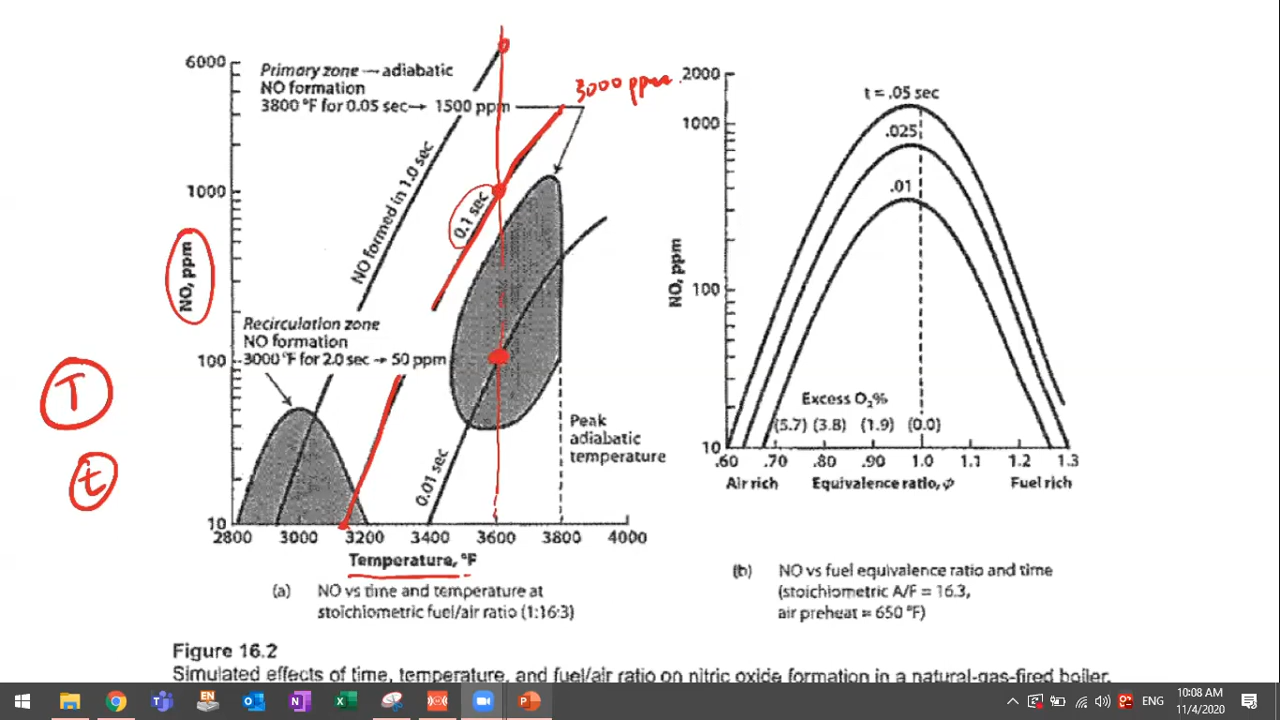 6000
Primary zone — adiabatic
NO formation
3800 °F for 0.05 sec→ 1500 ppm
3000 ppm
1000
NO formed in 1.0 sec
0.1 sec
NO, ppm
Recirculation zone
NO formation
100
3000 °F for 2.0 sec → 50 ppm
T
t
0.01 sec
Peak
adiabatic
temperature
10
2800 3000 3200 3400 3600 3800 4000
Temperature, °F
(a) NO vs time and temperature at
stoichiometric fuel/air ratio (1:16:3)
2000
t = .05 sec
1000
.025
.01
NO, ppm
100
Excess O₂%
(5.7) (3.8) (1.9) (0.0)
10
.60 .70 .80 .90 1.0 1.1 1.2 1.3
Air rich Equivalence ratio, φ Fuel rich
(b) NO vs fuel equivalence ratio and time
(stoichiometric A/F = 16.3,
air preheat = 650 °F)
Figure 16.2
Simulated effects of time, temperature, and fuel/air ratio on nitric oxide formation in a natural-gas-fired boiler.
EN
ENG
10:08 AM
11/4/2020